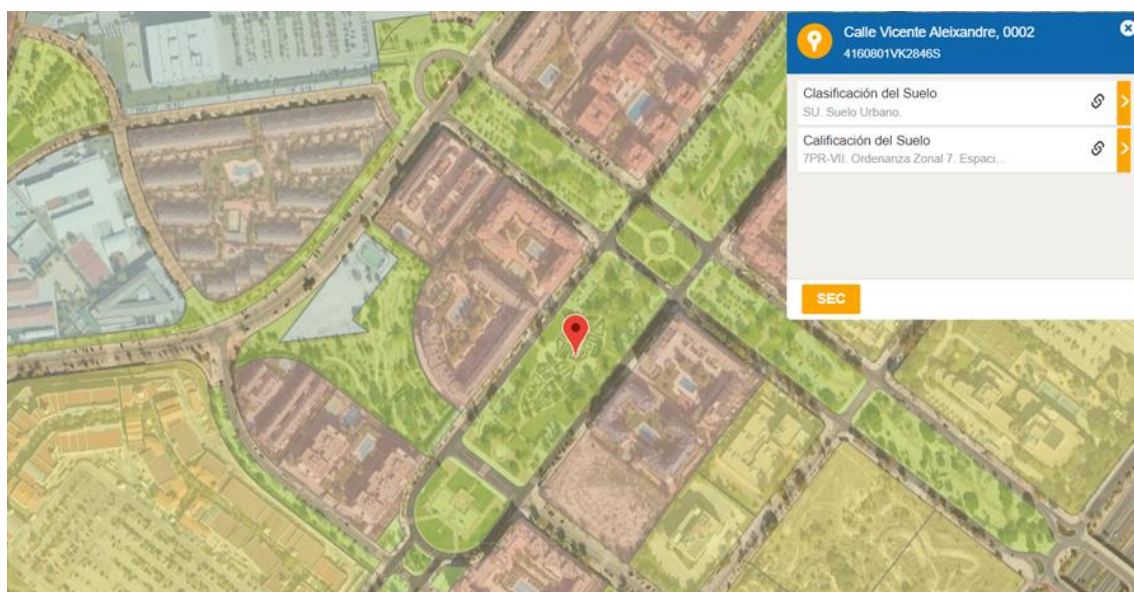 Calle Vicente Aleixandre, 0002
4160801VK2846S
Clasificación del Suelo
SU. Suelo Urbano.
Calificación del Suelo
7PR-VII. Ordenanza Zonal 7. Espaci...
SEC